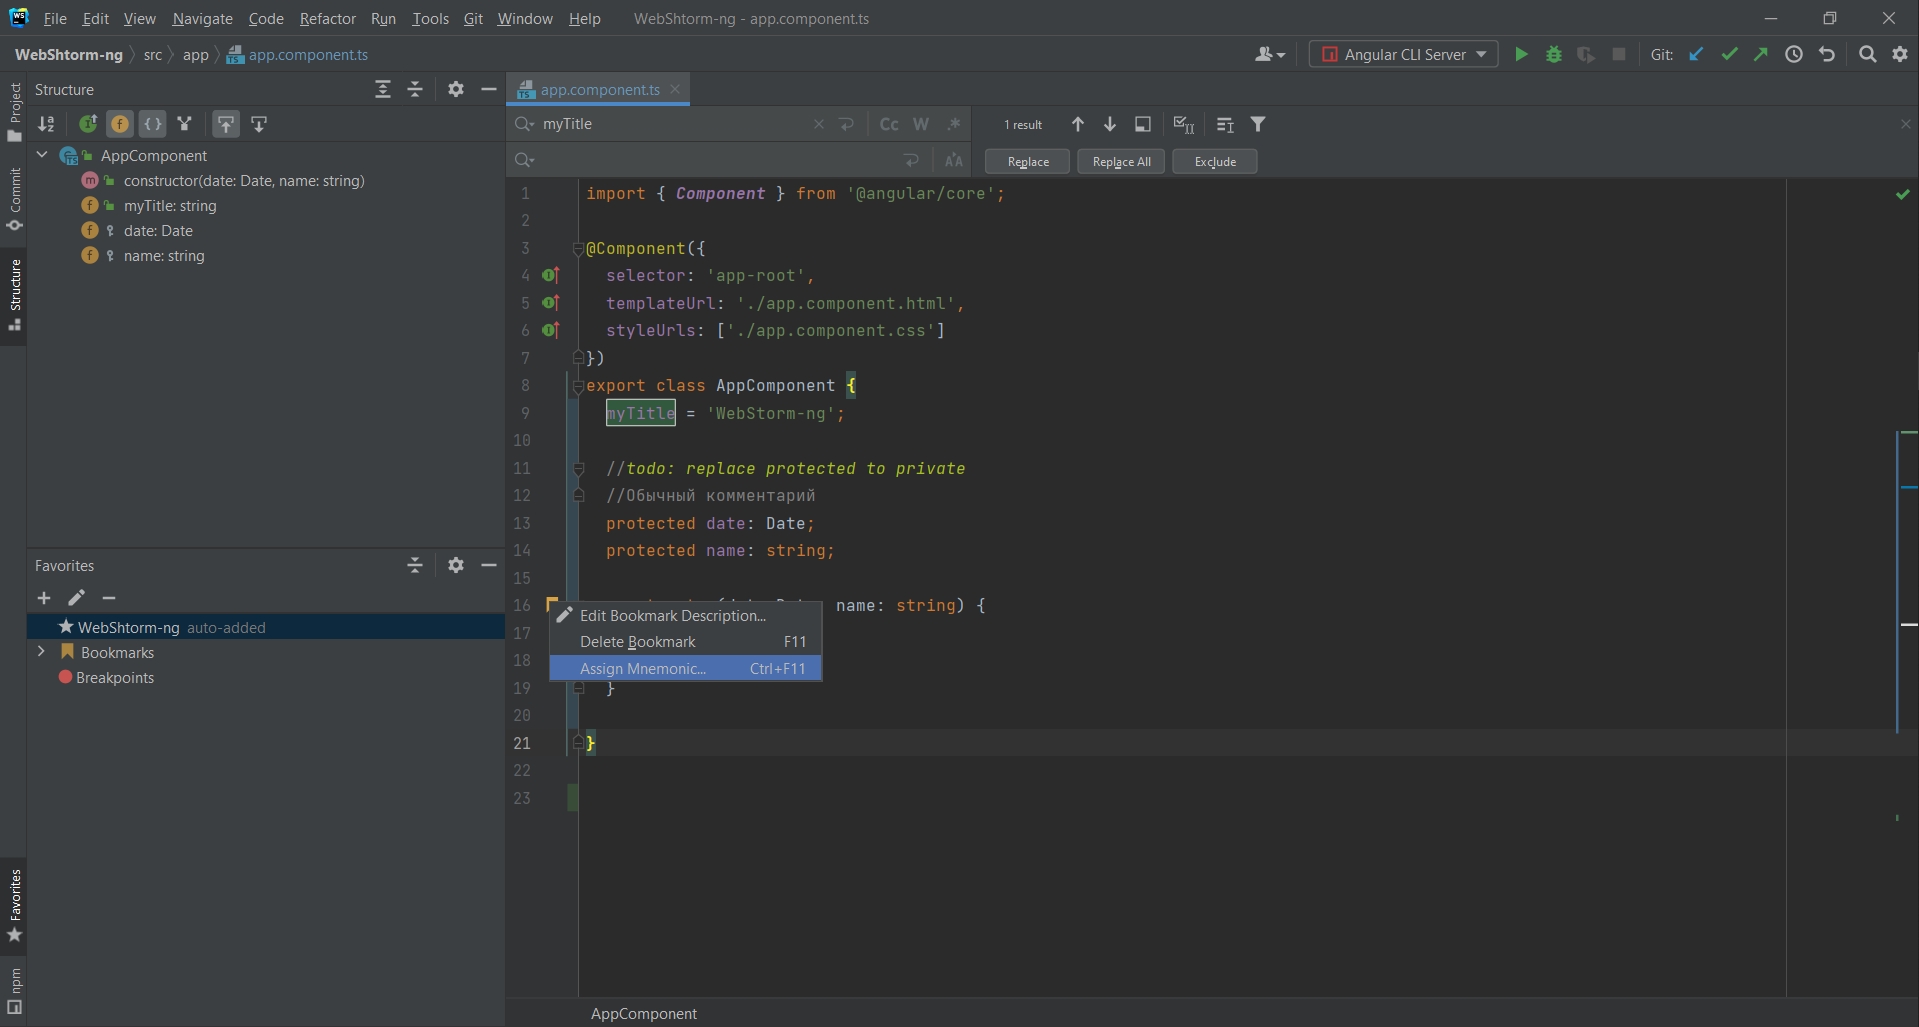 WS File Edit View Navigate Code Refactor Run Tools Git Window Help WebShtorm-ng - app.component.ts
WebShtorm-ng src app app.component.ts Angular CLI Server Git:
Project
Commit
Structure
Favorites
npm
Structure
AppComponent
constructor(date: Date, name: string)
myTitle: string
date: Date
name: string
Favorites
WebShtorm-ng auto-added
Bookmarks
Breakpoints
app.component.ts
myTitle Cc W .* 1 result
Replace Replace All Exclude
1 import { Component } from '@angular/core';
2
3 @Component({
4 selector: 'app-root',
5 templateUrl: './app.component.html',
6 styleUrls: ['./app.component.css']
7 })
8 export class AppComponent {
9 myTitle = 'WebStorm-ng';
10
11 //todo: replace protected to private
12 //Обычный комментарий
13 protected date: Date;
14 protected name: string;
15
16 name: string) {
17
18
19 }
20
21 }
22
23
Edit Bookmark Description...
Delete Bookmark F11
Assign Mnemonic... Ctrl+F11
AppComponent